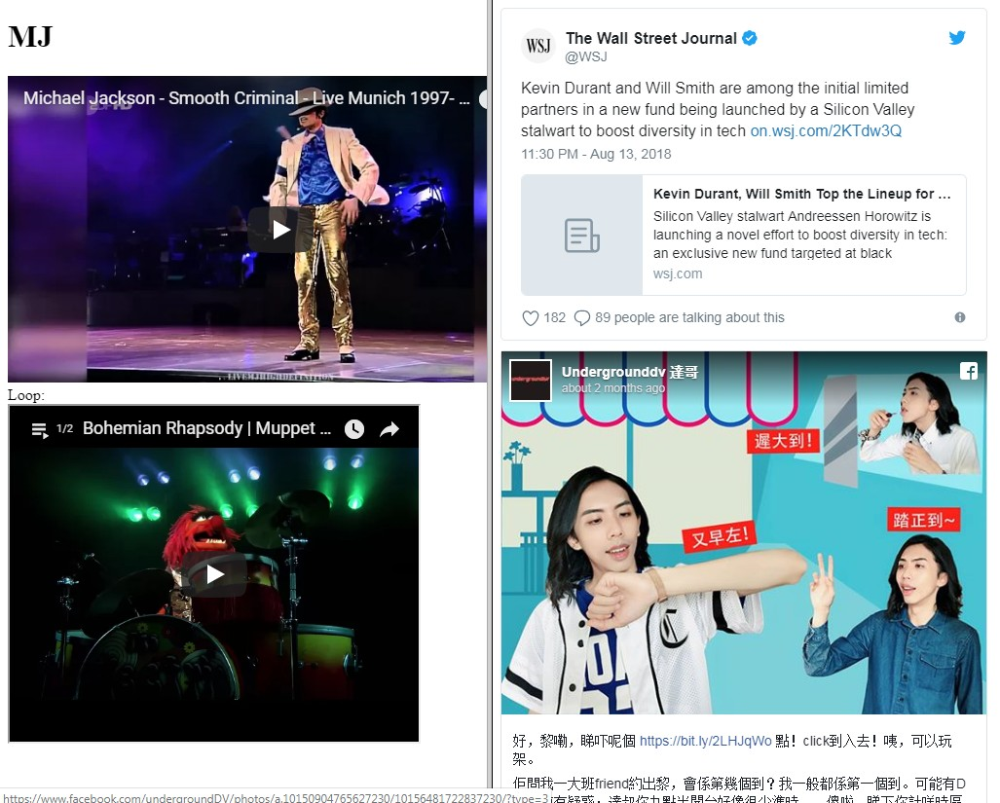 MJ
Michael Jackson - Smooth Criminal - Live Munich 1997- ...
Loop:
1/2 Bohemian Rhapsody | Muppet ...
WSJ
The Wall Street Journal
@WSJ
Kevin Durant and Will Smith are among the initial limited
partners in a new fund being launched by a Silicon Valley
stalwart to boost diversity in tech on.wsj.com/2KTdw3Q
11:30 PM - Aug 13, 2018
Kevin Durant, Will Smith Top the Lineup for ...
Silicon Valley stalwart Andreessen Horowitz is
launching a novel effort to boost diversity in tech:
an exclusive new fund targeted at black
wsj.com
182 89 people are talking about this
Undergrounddv 達哥
about 2 months ago
遲大到!
又早左!
踏正到~
好，黎嘞，睇吓呢個 https://bit.ly/2LHJqWo 點！click到入去！咦，可以玩
架。
佢問我一大班friend約出黎，會係第幾個到？我一般都係第一個到。可能有D
https://www.facebook.com/undergroundDV/photos/a.10150904765627230/10156481722837230/?type=3